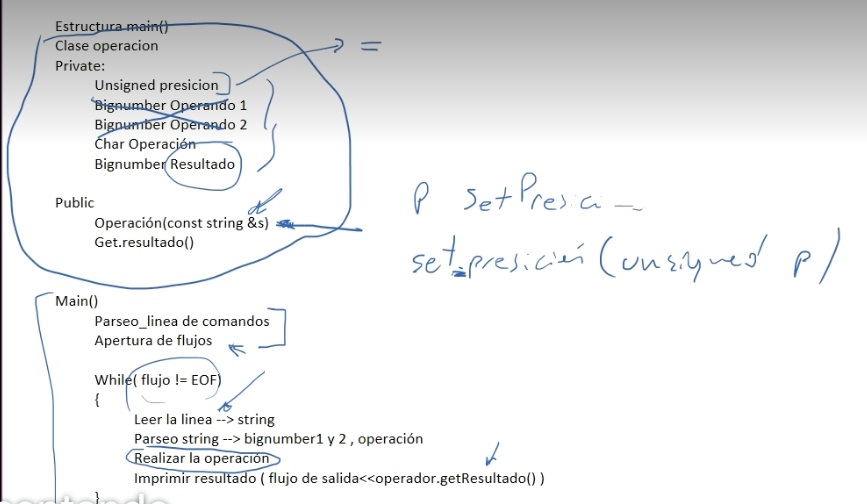 Estructura main()
Clase operacion
Private:
Unsigned presicion
=
Bignumber Operando 1
Bignumber Operando 2
Char Operación
Bignumber Resultado
Public
Operación(const string &s)
Get.resultado()
P setPresici
set.presición (unsigned p)
Main()
Parseo_linea de comandos
Apertura de flujos
While( flujo != EOF)
{
Leer la linea --> string
Parseo string --> bignumber1 y 2 , operación
Realizar la operación
Imprimir resultado ( flujo de salida<<operador.getResultado() )
}